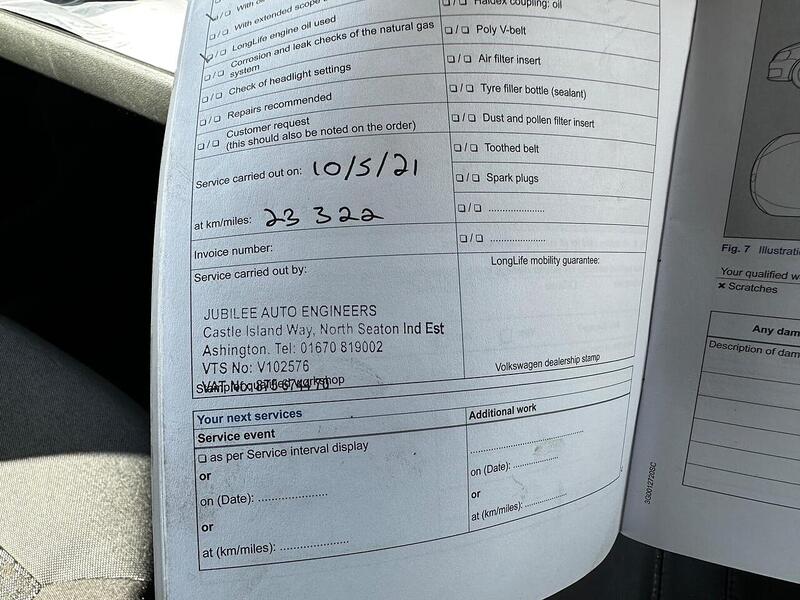 ❏/❏ With
❏/❏ With extended scope
❏/❏ LongLife engine oil used
❏/❏ Corrosion and leak checks of the natural gas
system
❏/❏ Check of headlight settings
❏/❏ Repairs recommended
❏/❏ Customer request
(this should also be noted on the order)
Service carried out on: 10/5/21
at km/miles: 23 322
Invoice number:
Service carried out by:
JUBILEE AUTO ENGINEERS
Castle Island Way, North Seaton Ind Est
Ashington. Tel: 01670 819002
VTS No: V102576
❏/❏ Haldex coupling: oil
❏/❏ Poly V-belt
❏/❏ Air filter insert
❏/❏ Tyre filler bottle (sealant)
❏/❏ Dust and pollen filter insert
❏/❏ Toothed belt
❏/❏ Spark plugs
❏/❏ ....................
❏/❏ ....................
LongLife mobility guarantee:
Volkswagen dealership stamp
Your next services
Service event
❏ as per Service interval display
or
on (Date): ....................
or
at (km/miles): ....................
Additional work
....................
on (Date): ....................
or
at (km/miles): ....................
3G0012720SC
Fig. 7 Illustrati
Your qualified w
× Scratches
Any dam
Description of dam